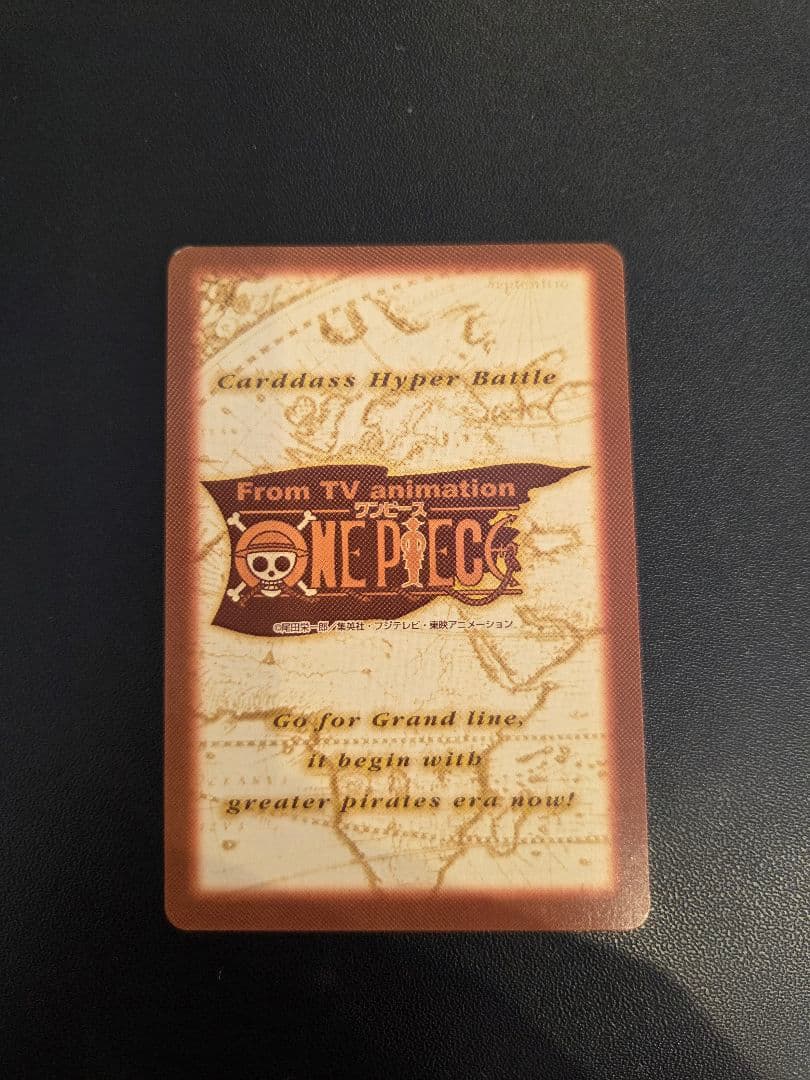 Septentrio
Carddass Hyper Battle
From TV animation
ワンピース
ONE PIECE
©尾田栄一郎/集英社・フジテレビ・東映アニメーション
Go for Grand line,
it begin with
greater pirates era now!